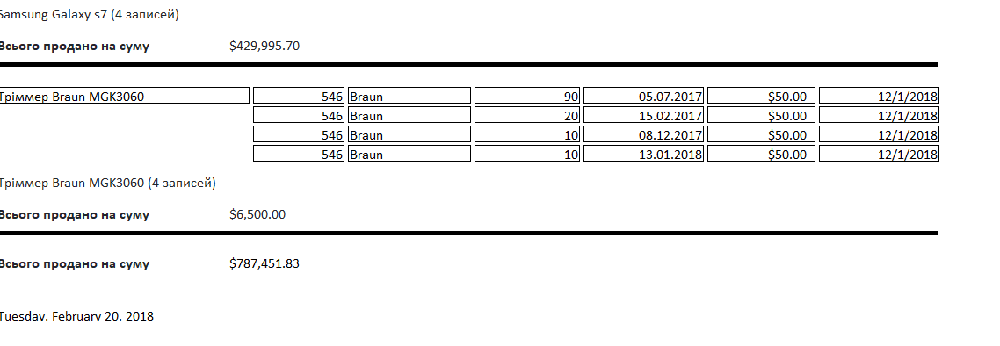 Samsung Galaxy s7 (4 записей)
Всього продано на суму $429,995.70
Тріммер Braun MGK3060 546 Braun 90 05.07.2017 $50.00 12/1/2018
546 Braun 20 15.02.2017 $50.00 12/1/2018
546 Braun 10 08.12.2017 $50.00 12/1/2018
546 Braun 10 13.01.2018 $50.00 12/1/2018
Тріммер Braun MGK3060 (4 записей)
Всього продано на суму $6,500.00
Всього продано на суму $787,451.83
Tuesday, February 20, 2018